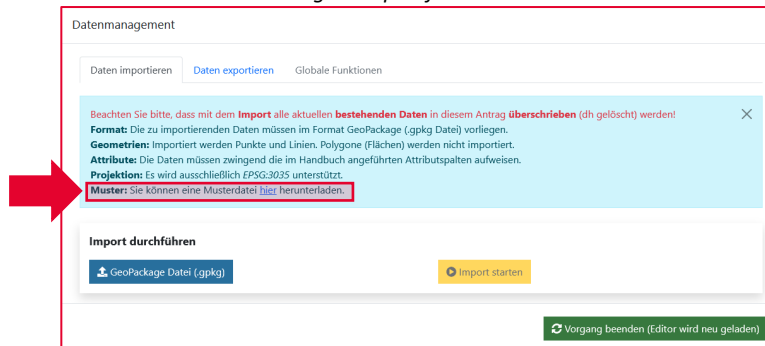 Datenmanagement
Daten importieren Daten exportieren Globale Funktionen
Beachten Sie bitte, dass mit dem Import alle aktuellen bestehenden Daten in diesem Antrag überschrieben (dh gelöscht) werden!
Format: Die zu importierenden Daten müssen im Format GeoPackage (.gpkg Datei) vorliegen.
Geometrien: Importiert werden Punkte und Linien. Polygone (Flächen) werden nicht importiert.
Attribute: Die Daten müssen zwingend die im Handbuch angeführten Attributspalten aufweisen.
Projektion: Es wird ausschließlich EPSG:3035 unterstützt.
Muster: Sie können eine Musterdatei hier herunterladen.
Import durchführen
GeoPackage Datei (.gpkg) Import starten
Vorgang beenden (Editor wird neu geladen)